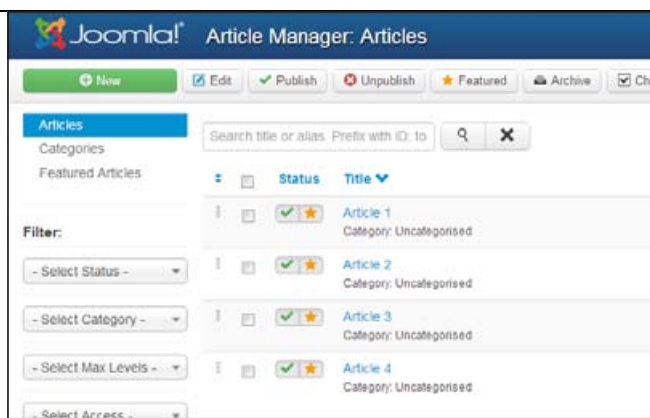 Joomla!® Article Manager: Articles
New Edit Publish Unpublish Featured Archive Ch
Articles
Categories
Featured Articles
Search title or alias. Prefix with ID: to
Status Title
Article 1
Category: Uncategorised
Filter:
Article 2
Category: Uncategorised
- Select Status -
Article 3
Category: Uncategorised
- Select Category -
Article 4
Category: Uncategorised
- Select Max Levels -
- Select Access -